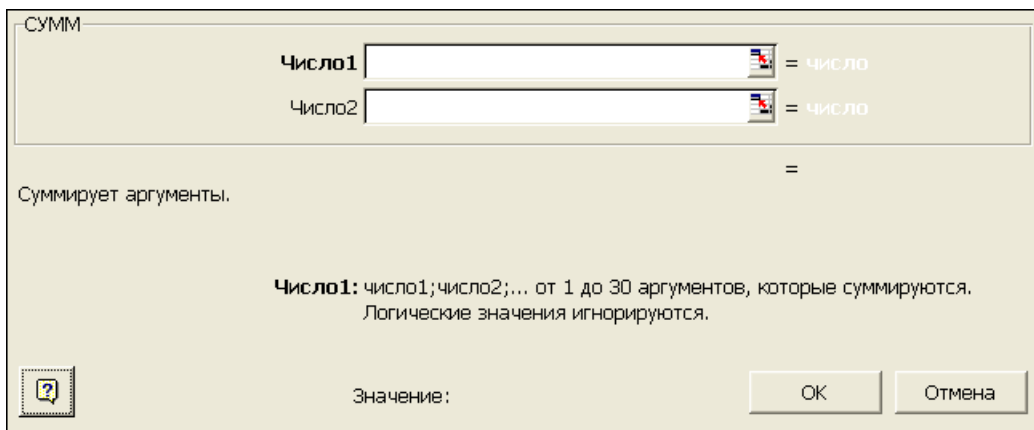 СУММ
Число1 = число
Число2 = число
=
Суммирует аргументы.
Число1: число1;число2;... от 1 до 30 аргументов, которые суммируются.
Логические значения игнорируются.
Значение:
ОК
Отмена